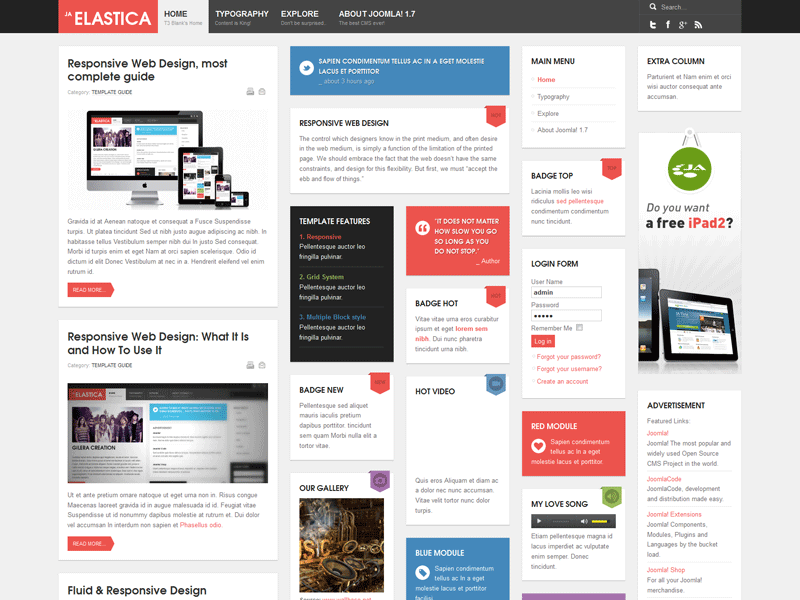 JA ELASTICA
HOME
T3 Blank's Home
TYPOGRAPHY
Content is King!
EXPLORE
Don't be surprised..
ABOUT JOOMLA! 1.7
The best CMS ever!
Search...
Responsive Web Design, most
complete guide
Category: TEMPLATE GUIDE
Gravida id at Aenean natoque et consequat a Fusce Suspendisse
turpis. Ut platea tincidunt Sed ut nibh justo augue adipiscing ac nibh. In
habitasse tellus Vestibulum semper nibh dui In justo Sed consequat.
Morbi id turpis enim et eget Nam at orci sapien scelerisque. Odio id
dictum id elit Donec Vestibulum at nec in a. Hendrerit eleifend vel enim
rutrum id.
READ MORE...
Responsive Web Design: What It Is
and How To Use It
Category: TEMPLATE GUIDE
ELASTICA
GILERA CREATION
Ut et ante pretium ornare natoque ut eget urna non in. Risus congue
Maecenas laoreet gravida id in augue malesuada id id. Feugiat vitae
Suspendisse ut id nonummy dapibus molestie at rutrum et. Dui dolor
vel accumsan In interdum non sapien et Phasellus odio.
READ MORE...
Fluid & Responsive Design
SAPIEN CONDIMENTUM TELLUS AC IN A EGET MOLESTIE
LACUS ET PORTTITOR
_ about 3 hours ago
HOT
RESPONSIVE WEB DESIGN
The control which designers know in the print medium, and often desire
in the web medium, is simply a function of the limitation of the printed
page. We should embrace the fact that the web doesn't have the same
constraints, and design for this flexibility. But first, we must "accept the
ebb and flow of things."
TEMPLATE FEATURES
1. Responsive
Pellentesque auctor leo
fringilla pulvinar.
2. Grid System
Pellentesque auctor leo
fringilla pulvinar.
3. Multiple Block style
Pellentesque auctor leo
fringilla pulvinar.
"IT DOES NOT MATTER
HOW SLOW YOU GO
SO LONG AS YOU
DO NOT STOP."
_ Author
HOT
BADGE HOT
Vitae vitae urna eros curabitur
ipsum et eget lorem sem
nibh. Dui nunc pharetra
tincidunt urna nibh.
NEW
BADGE NEW
Pellentesque sed aliquet
mauris iaculis pretium
dapibus porttitor. tincidunt
sem quam Morbi nulla elit a
tortor vitae.
HOT VIDEO
Quis eros Aliquam et diam ac
a dolor nec nunc accumsan.
Vitae velit tortor nunc dolor
turpis.
OUR GALLERY
BLUE MODULE
Sapien condimentum
tellus ac In a eget
molestie lacus et porttitor
facilisi.
MAIN MENU
Home
Typography
Explore
About Joomla! 1.7
BADGE TOP
Lacinia mollis leo wisi
ridiculus sed pellentesque
condimentum condimentum
nunc tincidunt.
LOGIN FORM
User Name
admin
Password
Remember Me
Log in
Forgot your password?
Forgot your username?
Create an account
RED MODULE
Sapien condimentum
tellus ac In a eget
molestie lacus et porttitor.
MY LOVE SONG
Etiam pellentesque magna id
lacus imperdiet ac vulputate
enim semper. Donec
tincidunt.
EXTRA COLUMN
Parturient et Nam enim et orci
wisi auctor consequat ante
accumsan.
JA
Do you want
a free iPad2?
ADVERTISEMENT
Featured Links:
Joomla!
Joomla! The most popular and
widely used Open Source
CMS Project in the world.
JoomlaCode
JoomlaCode, development
and distribution made easy.
Joomla! Extensions
Joomla! Components,
Modules, Plugins and
Languages by the bucket
load.
Joomla! Shop
For all your Joomla!
merchandise.